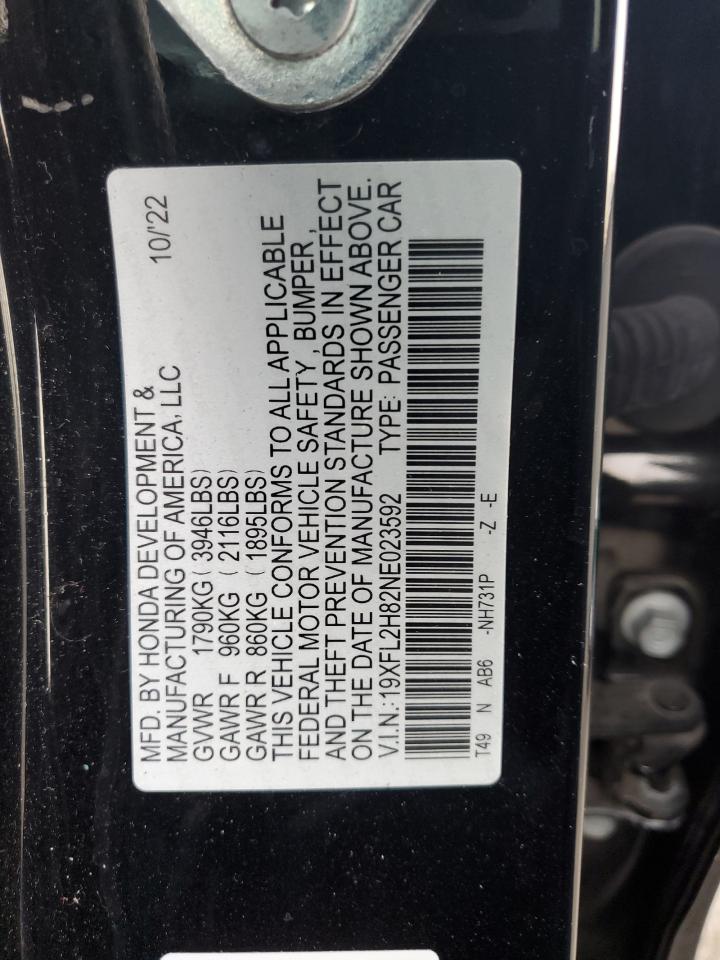 MFD. BY HONDA DEVELOPMENT & 10/'22
MANUFACTURING OF AMERICA, LLC
GVWR 1790KG ( 3946LBS)
GAWR F 960KG ( 2116LBS)
GAWR R 860KG ( 1895LBS)
THIS VEHICLE CONFORMS TO ALL APPLICABLE
FEDERAL MOTOR VEHICLE SAFETY , BUMPER ,
AND THEFT PREVENTION STANDARDS IN EFFECT
ON THE DATE OF MANUFACTURE SHOWN ABOVE.
V.I.N.:19XFL2H82NE023592 TYPE: PASSENGER CAR
T49 N AB6 -NH731P -Z -E